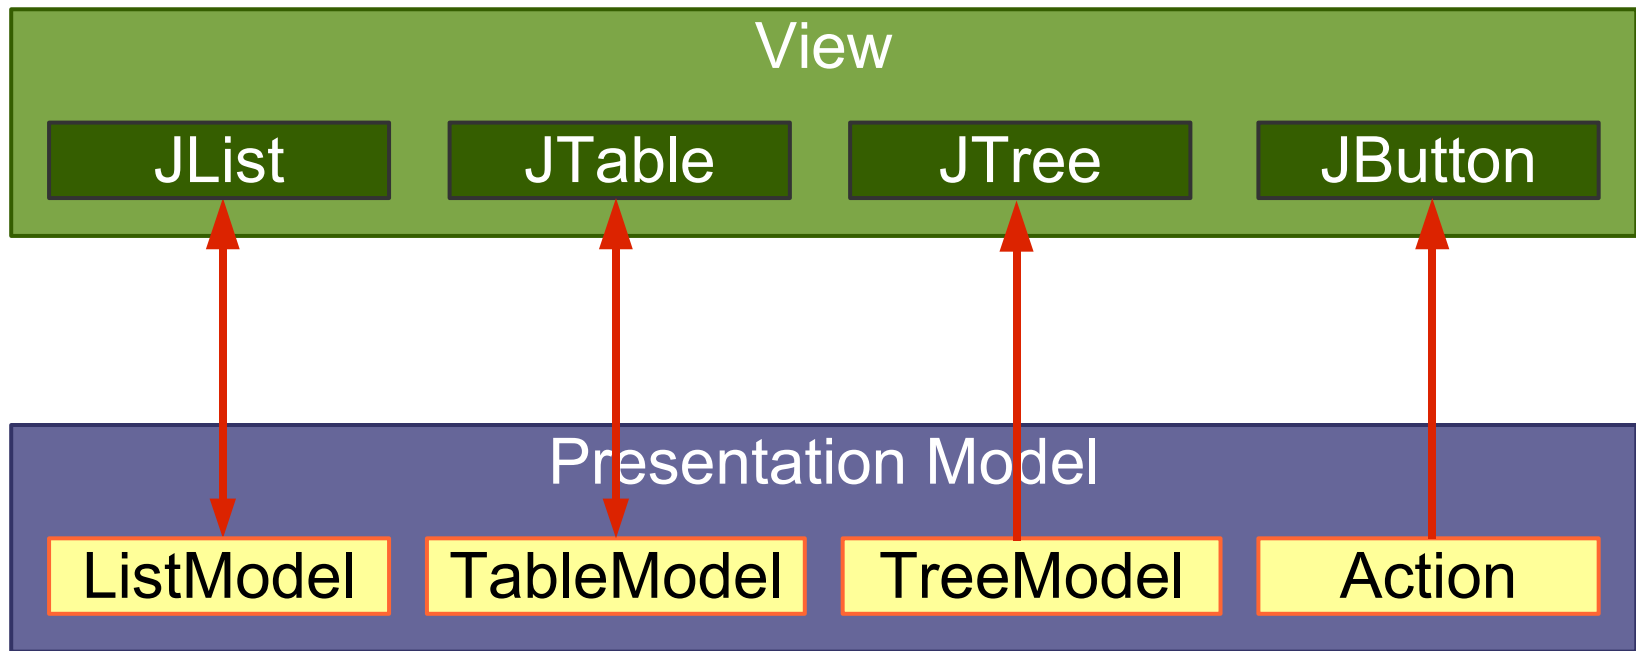 View
JList
JTable
JTree
JButton
Presentation Model
ListModel
TableModel
TreeModel
Action